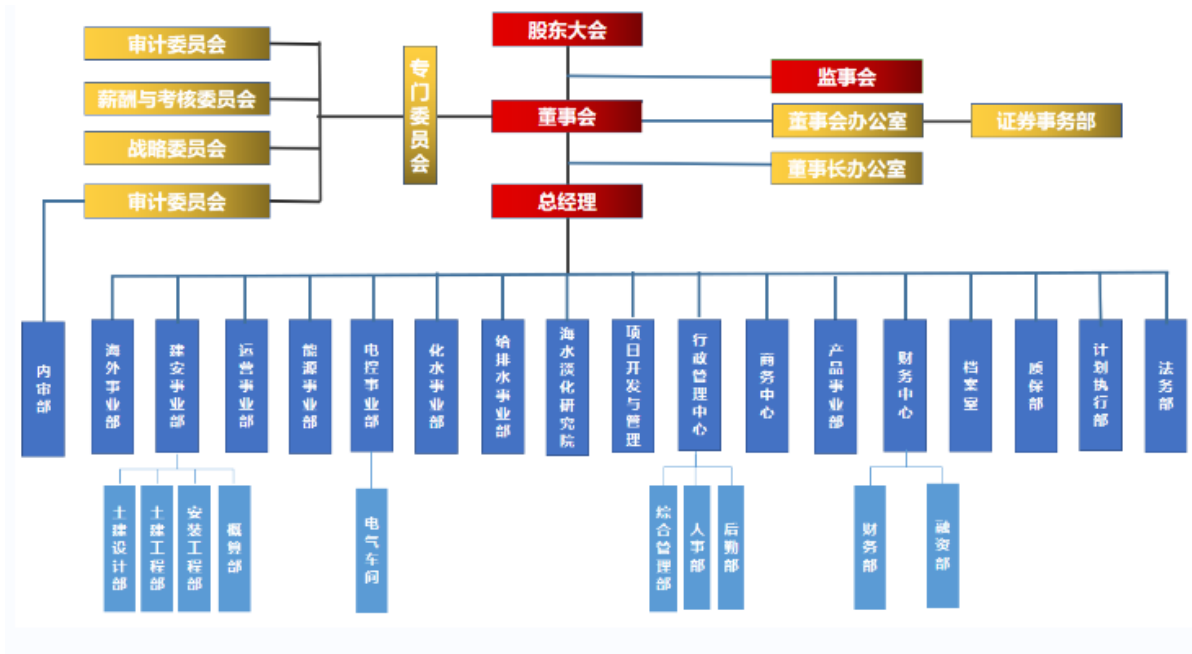 股东大会
审计委员会
监事会
薪酬与考核委员会
专门委员会
董事会
董事会办公室
证券事务部
战略委员会
董事长办公室
审计委员会
总经理
内审部
海外事业部
建安事业部
运营事业部
能源事业部
电控事业部
化水事业部
给排水事业部
海水淡化研究院
项目开发与管理
行政管理中心
商务中心
产品事业部
财务中心
档案室
质保部
计划执行部
法务部
土建设计部
土建工程部
安装工程部
概算部
电气车间
综合管理部
人事部
后勤部
财务部
融资部